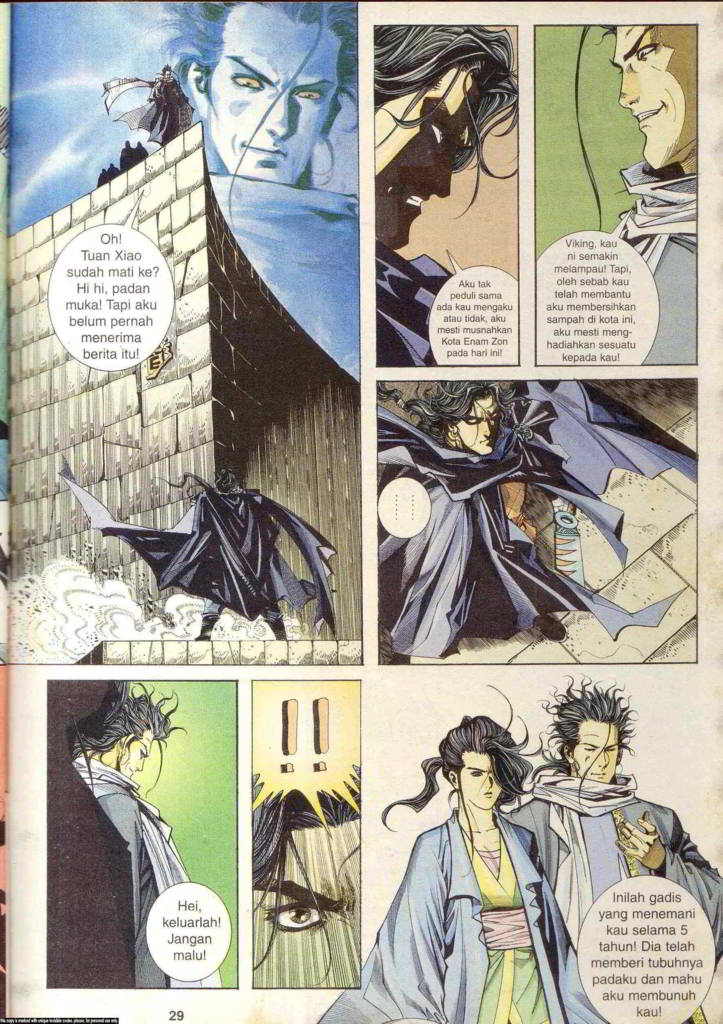 Oh!
Tuan Xiao
sudah mati ke?
Hi hi, padan
muka! Tapi aku
belum pernah
menerima
berita itu!
Aku tak
peduli sama
ada kau mengaku
atau tidak, aku
mesti musnahkan
Kota Enam Zon
pada hari ini!
Viking, kau
ni semakin
melampau! Tapi,
oleh sebab kau
telah membantu
aku membersihkan
sampah di kota ini,
aku mesti meng-
hadiahkan sesuatu
kepada kau!
Hei,
keluarlah!
Jangan
malu!
!!
Inilah gadis
yang menemani
kau selama 5
tahun! Dia telah
memberi tubuhnya
padaku dan mahu
aku membunuh
kau!
29